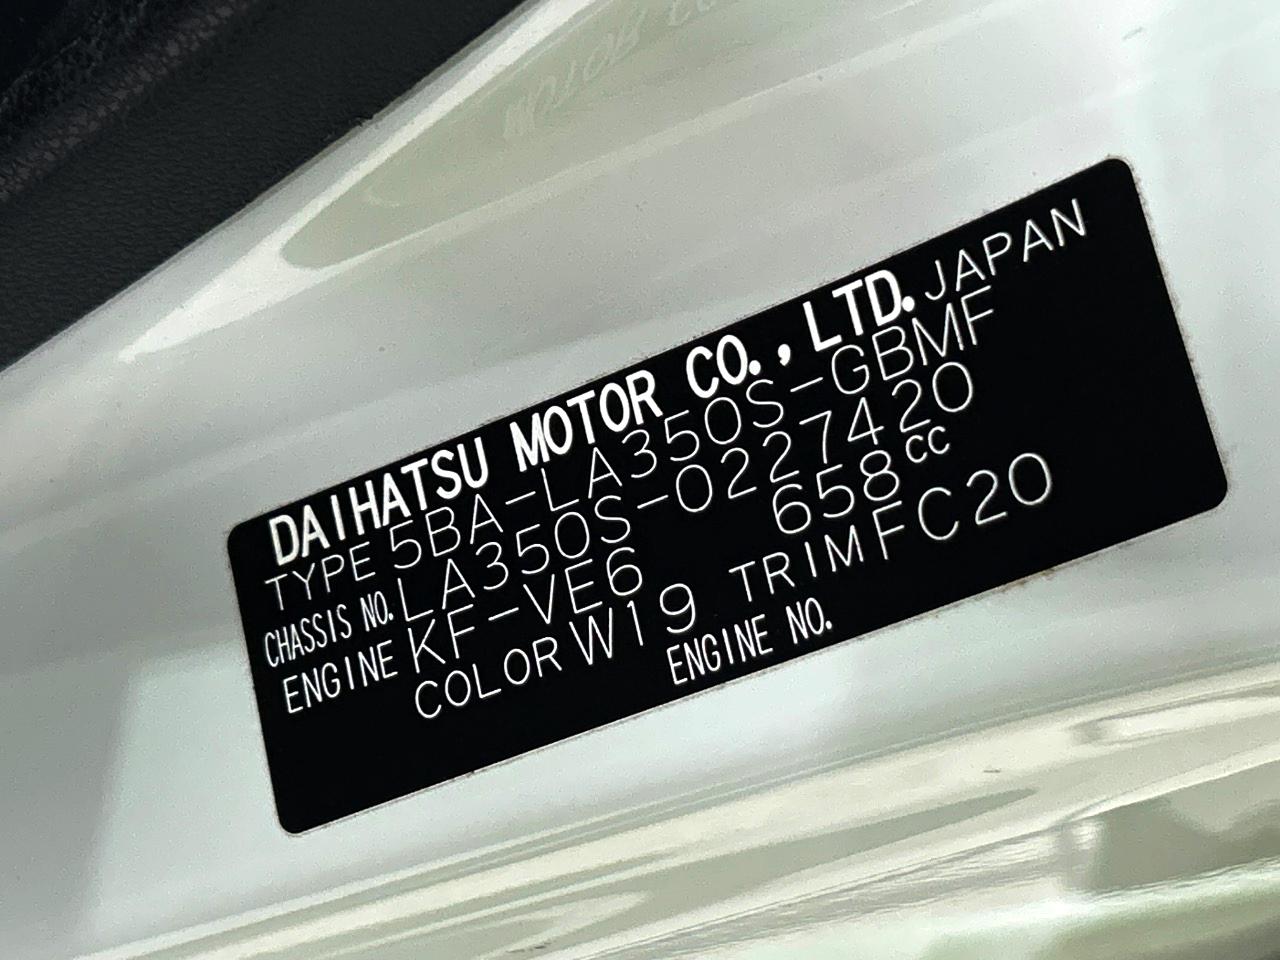 DAIHATSU MOTOR CO., LTD. JAPAN
TYPE 5BA-LA350S-GBMF
CHASSIS NO. LA350S-0227420
ENGINE KF-VE6 658cc
COLOR W19 TRIM FC20
ENGINE NO.